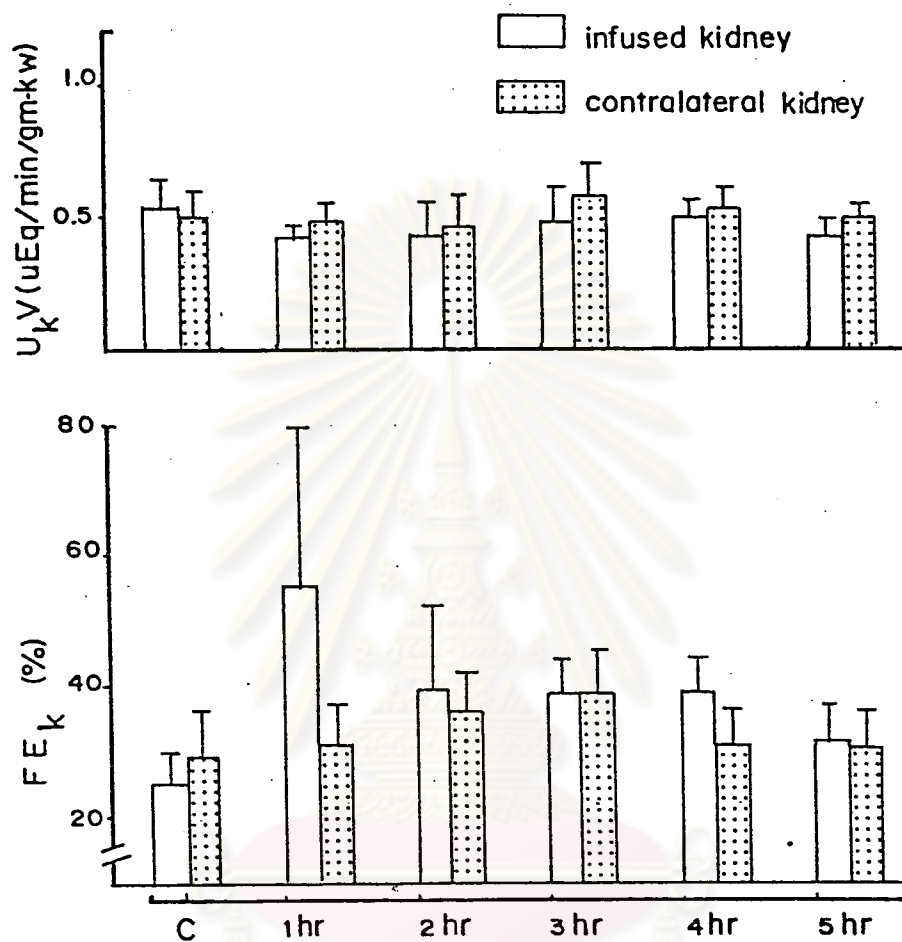 infused kidney
contralateral kidney
UkV (uEq/min/gm-kw)
1.0
0.5
FEk (%)
80
60
40
20
C 1hr 2hr 3hr 4hr 5hr